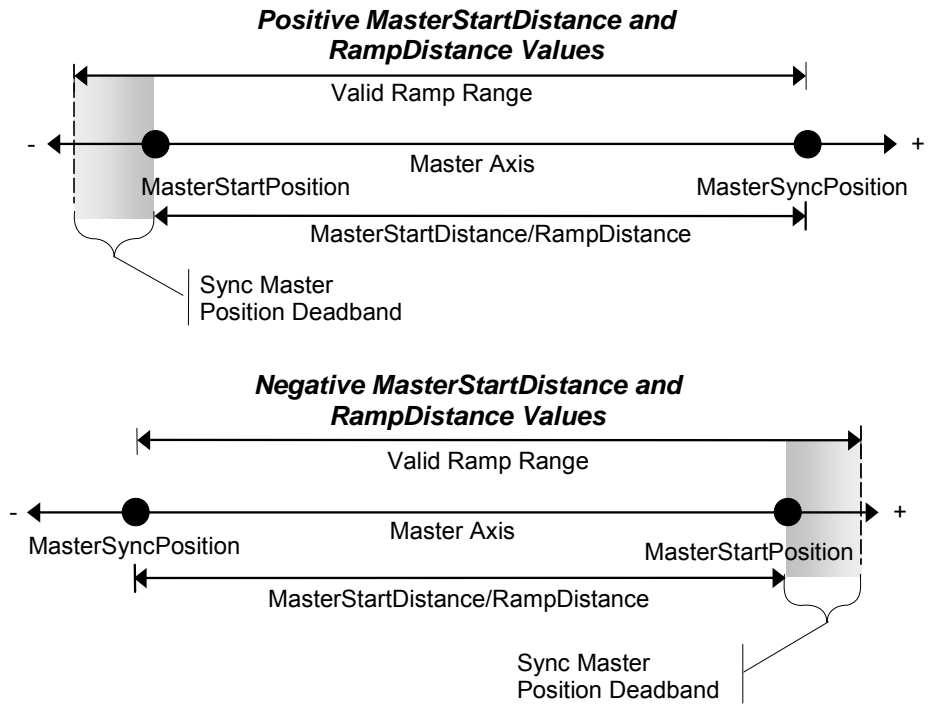 Positive MasterStartDistance and
RampDistance Values
Valid Ramp Range
- +
Master Axis
MasterStartPosition MasterSyncPosition
MasterStartDistance/RampDistance
Sync Master
Position Deadband
Negative MasterStartDistance and
RampDistance Values
Valid Ramp Range
- +
Master Axis
MasterSyncPosition MasterStartPosition
MasterStartDistance/RampDistance
Sync Master
Position Deadband